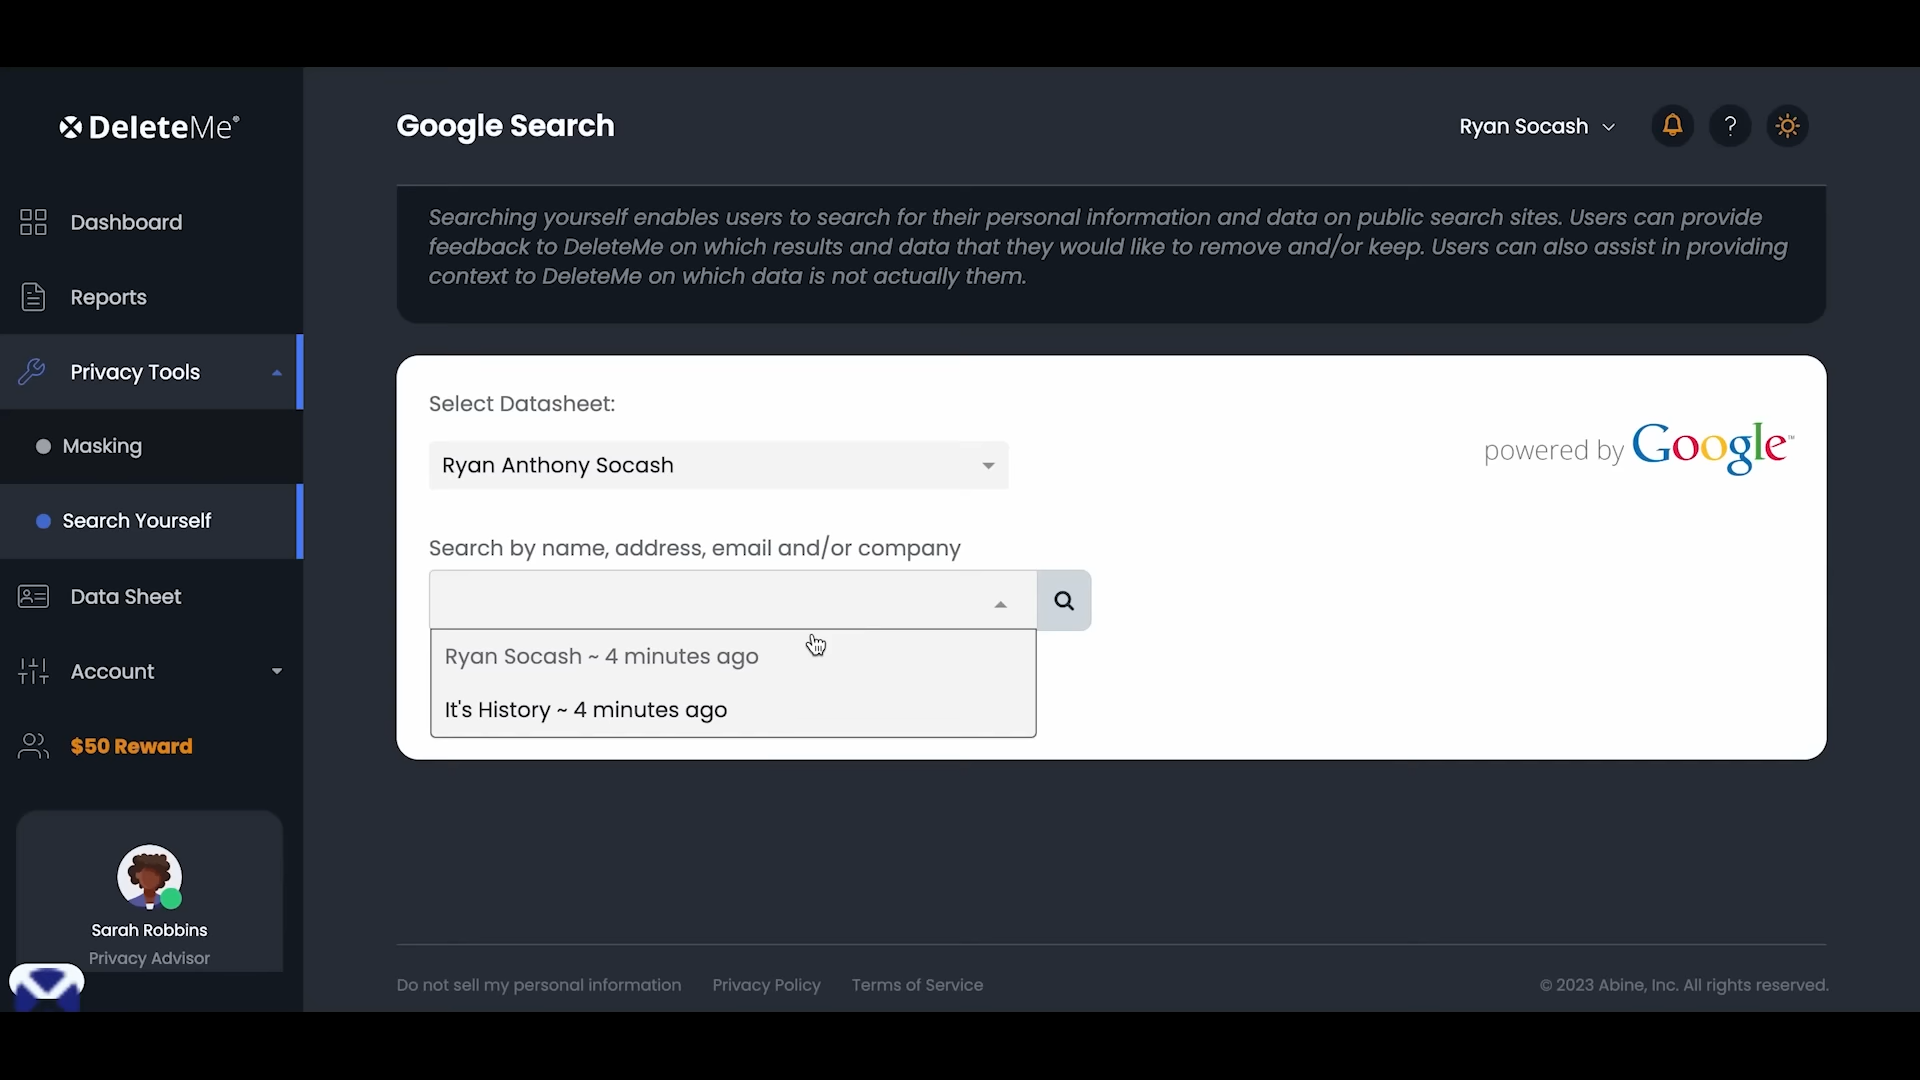 DeleteMe®
Google Search
Ryan Socash
?
Dashboard
Reports
Privacy Tools
Masking
Search Yourself
Data Sheet
Account
$50 Reward
Sarah Robbins
Privacy Advisor
Searching yourself enables users to search for their personal information and data on public search sites. Users can provide
feedback to DeleteMe on which results and data that they would like to remove and/or keep. Users can also assist in providing
context to DeleteMe on which data is not actually them.
Select Datasheet:
Ryan Anthony Socash
powered by Google™
Search by name, address, email and/or company
Ryan Socash ~ 4 minutes ago
It's History ~ 4 minutes ago
Do not sell my personal information Privacy Policy Terms of Service © 2023 Abine, Inc. All rights reserved.